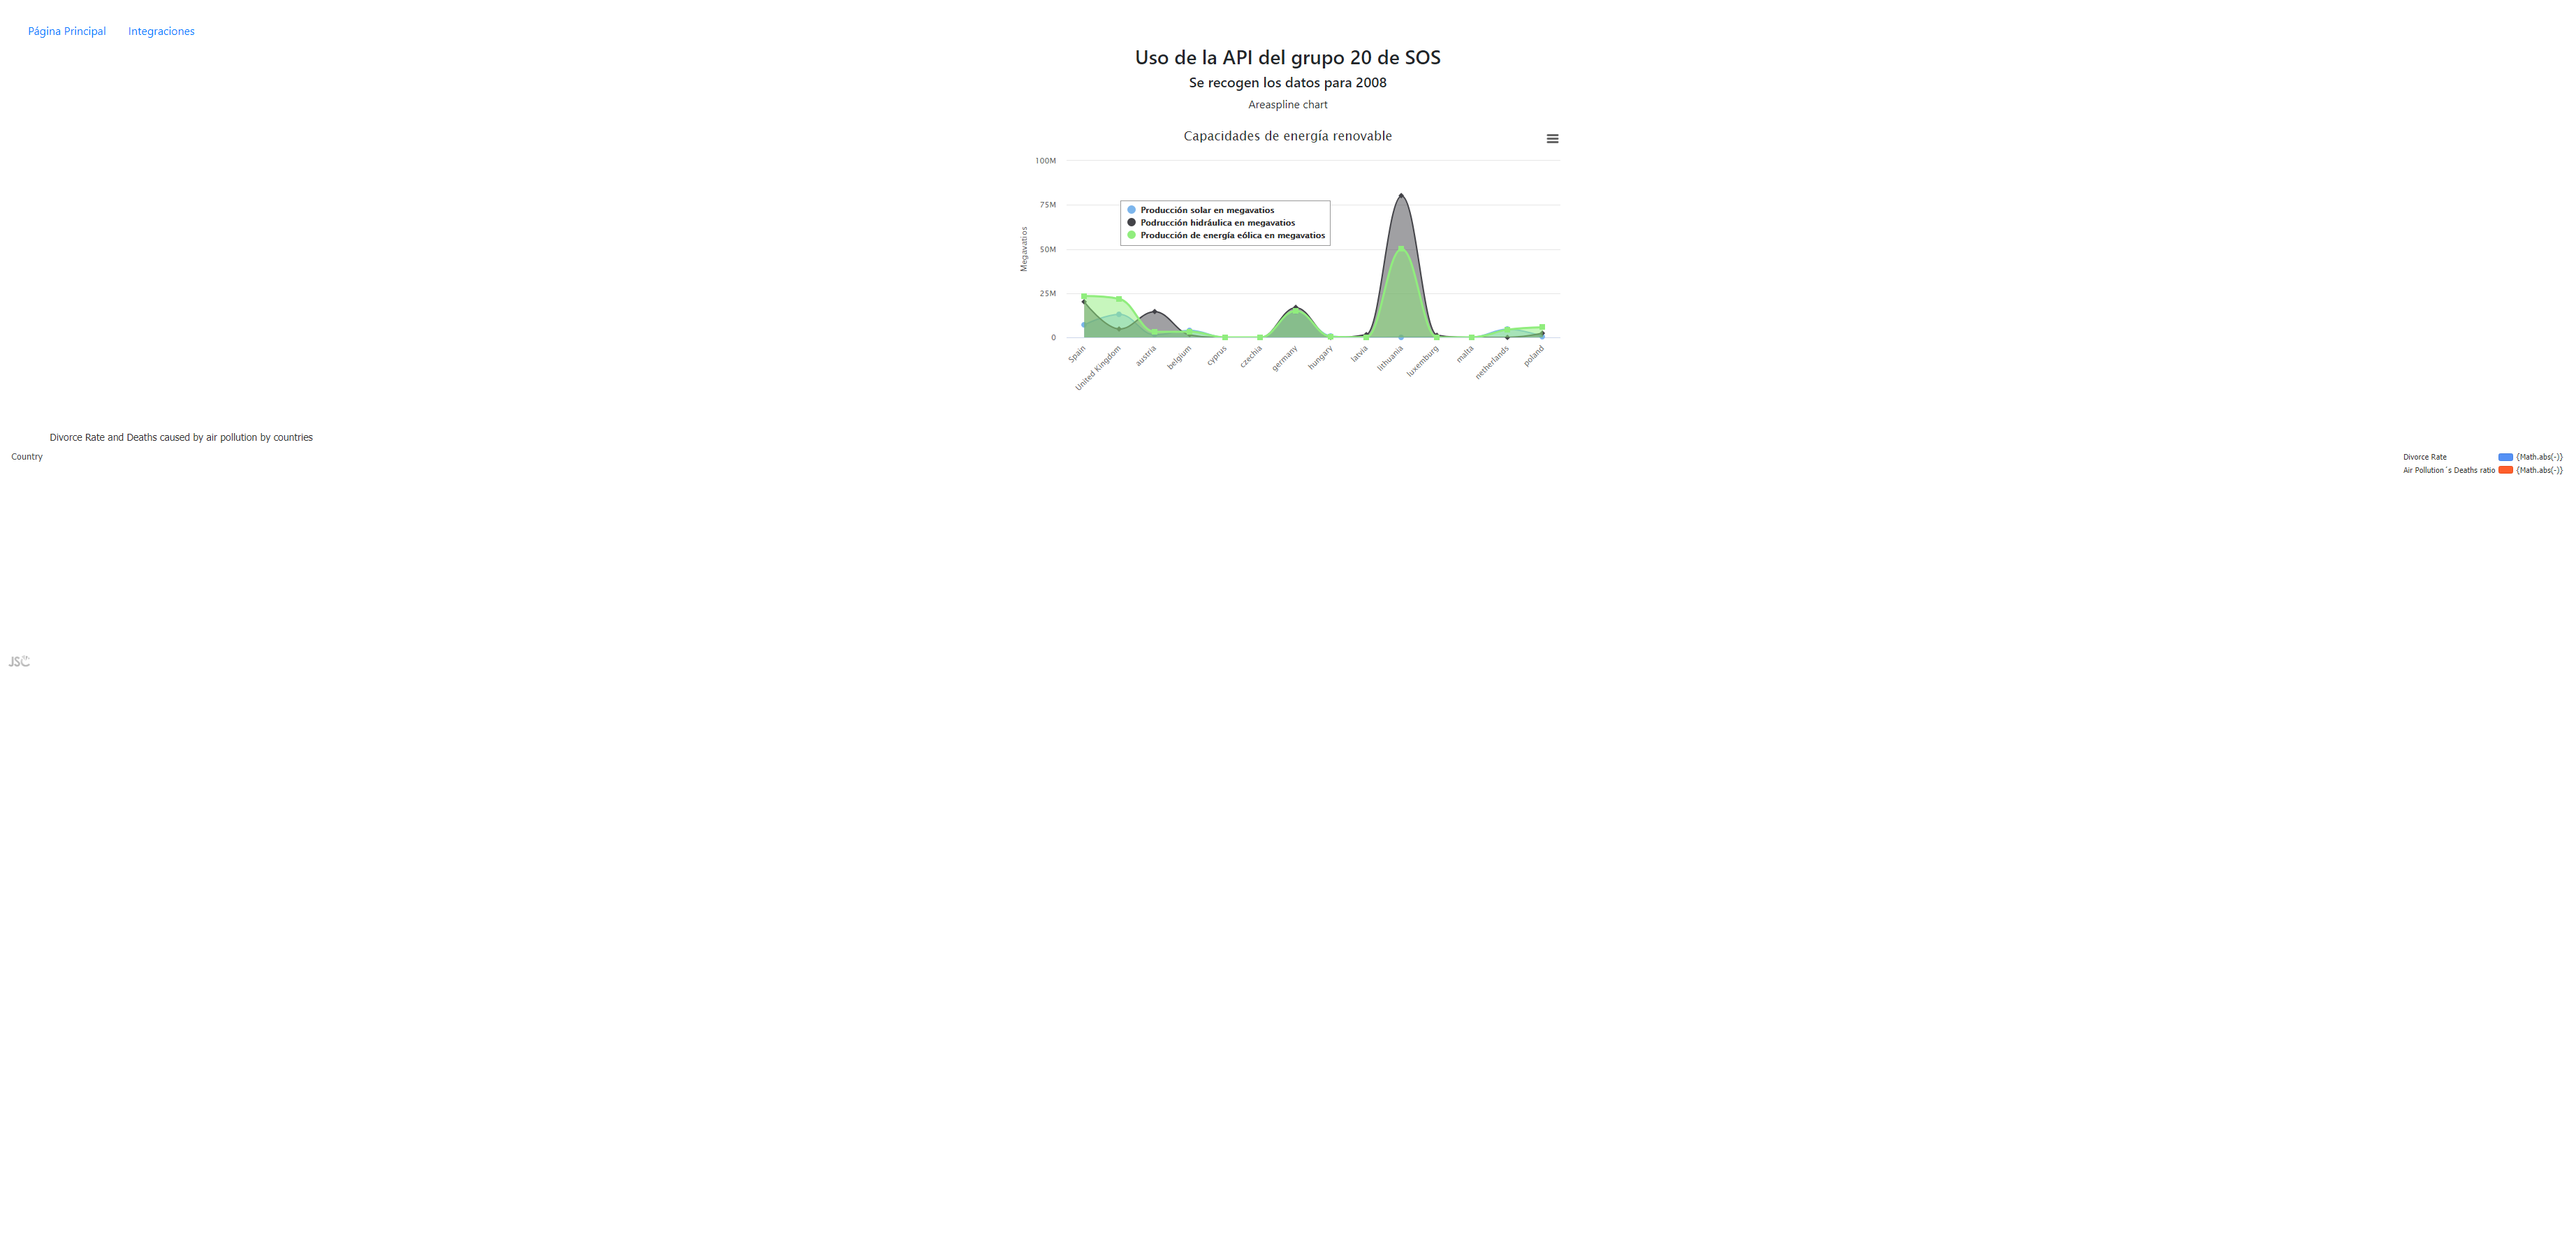 Página Principal Integraciones
Uso de la API del grupo 20 de SOS
Se recogen los datos para 2008
Areaspline chart
Capacidades de energía renovable
100M
75M
50M
25M
0
Megavatios
Producción solar en megavatios
Podrucción hidráulica en megavatios
Producción de energía eólica en megavatios
Spain
United Kingdom
austria
belgium
cyprus
czechia
germany
hungary
latvia
lithuania
luxemburg
malta
netherlands
poland
Divorce Rate and Deaths caused by air pollution by countries
Country
Divorce Rate {Math.abs(-)}
Air Pollution´s Deaths ratio {Math.abs(-)}
JSC